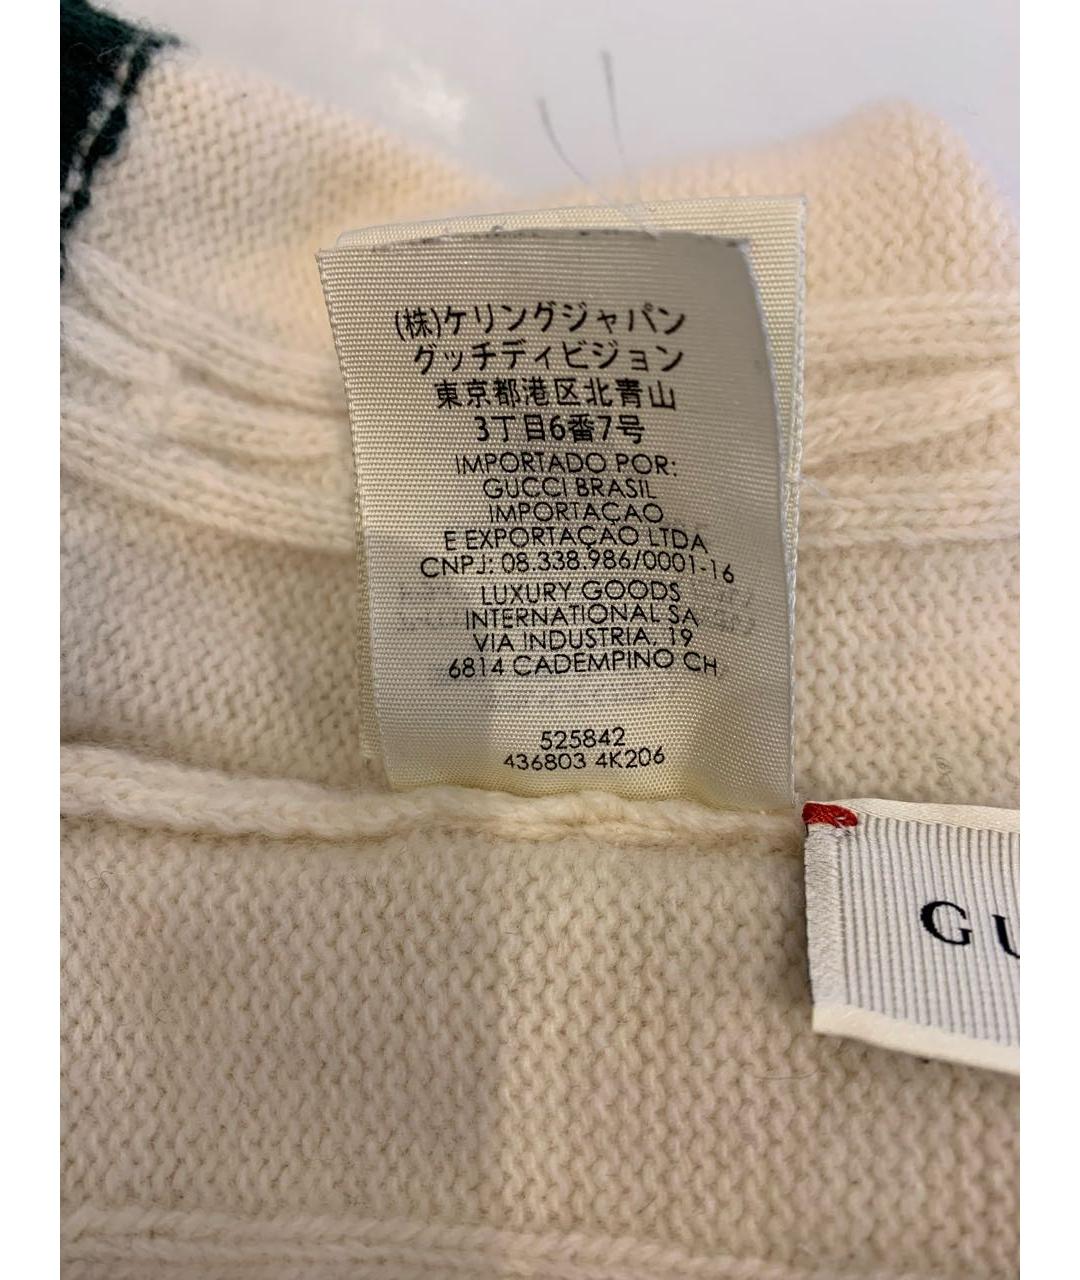 (株)ケリングジャパン
グッチディビジョン
東京都港区北青山
3丁目6番7号
IMPORTADO POR:
GUCCI BRASIL
IMPORTAÇAO
E EXPORTAÇAO LTDA
CNPJ: 08.338.986/0001-16
LUXURY GOODS
INTERNATIONAL SA
VIA INDUSTRIA, 19
6814 CADEMPINO CH
525842
436803 4K206
GU